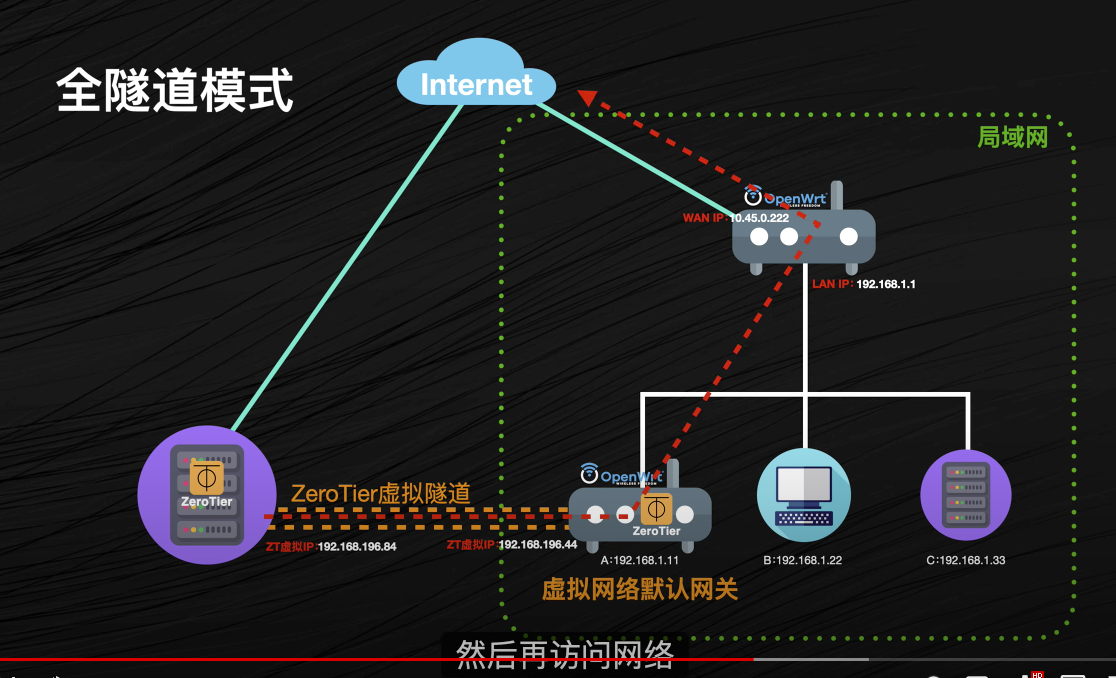 全隧道模式
Internet
局域网
OpenWrt
WIRELESS FREEDOM
WAN IP:10.45.0.222
LAN IP: 192.168.1.1
ZeroTier
ZeroTier虚拟隧道
ZT虚拟IP:192.168.196.84
ZT虚拟IP:192.168.196.44
OpenWrt
WIRELESS FREEDOM
ZeroTier
A:192.168.1.11
B:192.168.1.22
C:192.168.1.33
虚拟网络默认网关
然后再访问网络
HD